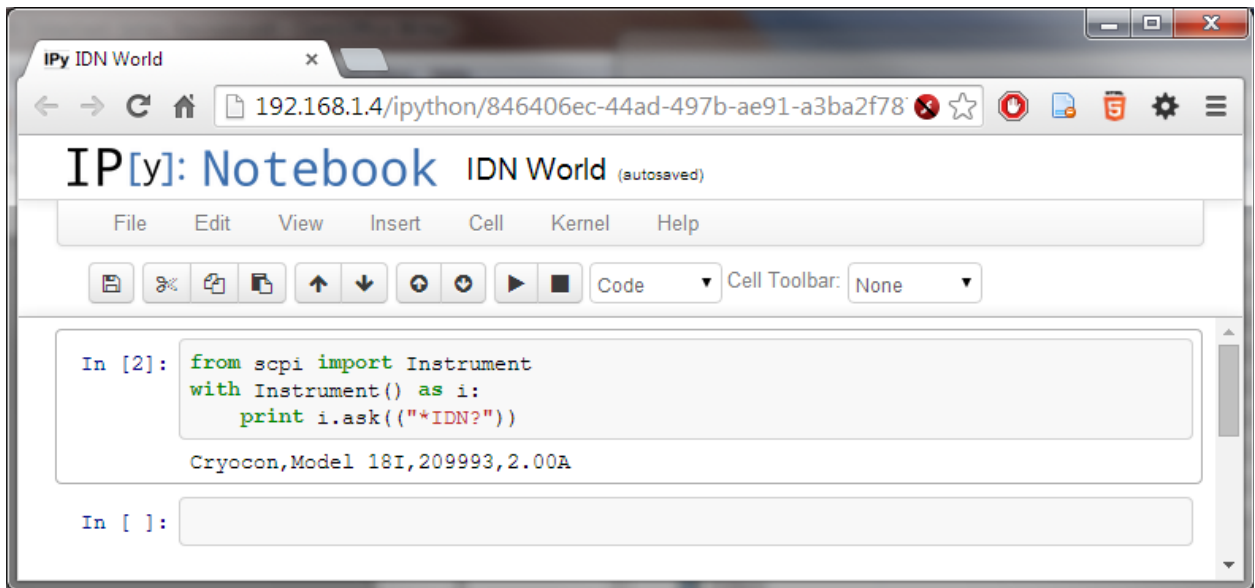 IPy IDN World
192.168.1.4/ipython/846406ec-44ad-497b-ae91-a3ba2f78
IP[y]: Notebook IDN World (autosaved)
File Edit View Insert Cell Kernel Help
Code Cell Toolbar: None
In [2]: from scpi import Instrument
with Instrument() as i:
    print i.ask(("*IDN?"))
Cryocon,Model 18I,209993,2.00A
In [ ]: